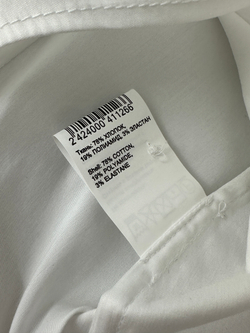 2 424000 411266
Ткань: 78% ХЛОПОК,
19% ПОЛИАМИД, 3% ЭЛАСТАН
Shell: 78% COTTON,
19% POLYAMIDE,
3% ELASTANE